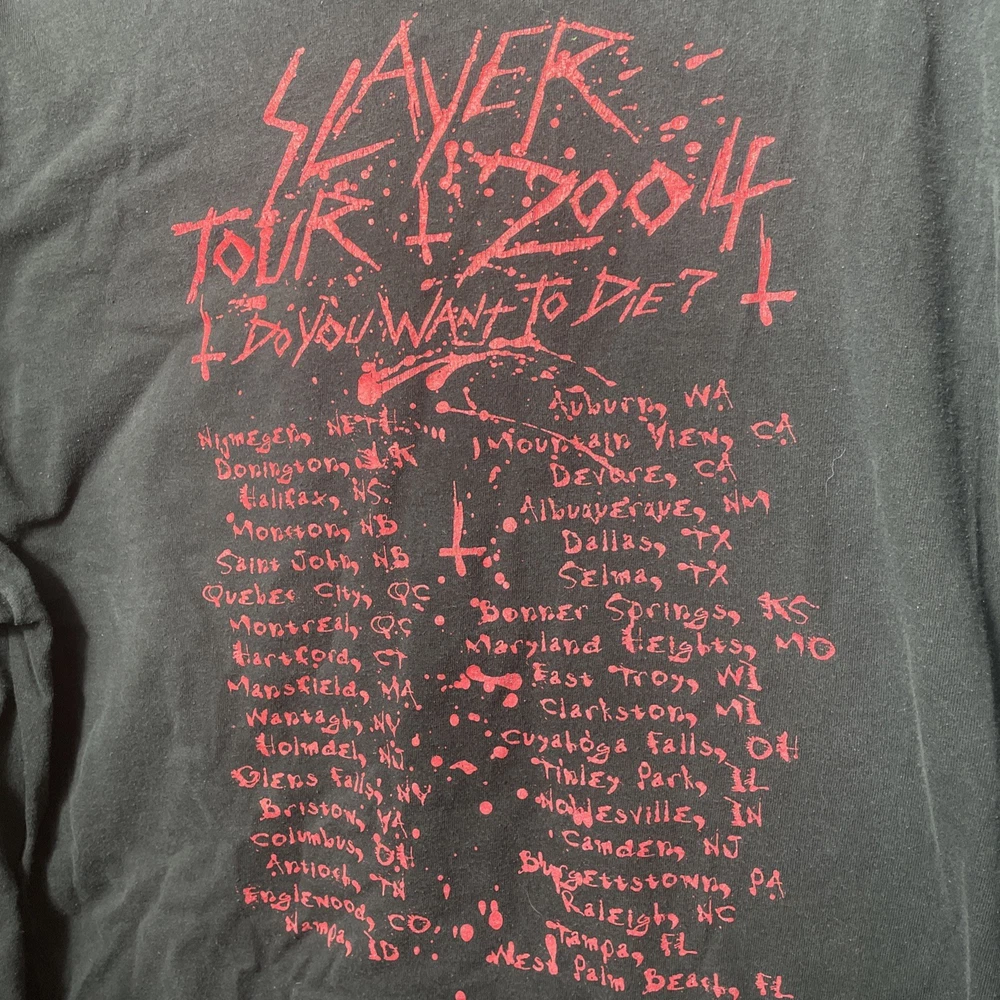 SLAYER
TOUR 2004
DO YOU WANT TO DIE?
Nijmegen, NETH.
Donington, UK
Halifax, NS
Moncton, NB
Saint John, NB
Quebec City, QC
Montreal, QC
Hartford, CT
Mansfield, MA
Wantagh, NY
Holmdel, NJ
Glens Falls, NY
Bristow, VA
Columbus, OH
Antioch, TN
Englewood, CO
Nampa, ID
Auburn, WA
Mountain View, CA
Devore, CA
Albuquerque, NM
Dallas, TX
Selma, TX
Bonner Springs, KS
Maryland Heights, MO
East Troy, WI
Clarkston, MI
Cuyahoga Falls, OH
Tinley Park, IL
Noblesville, IN
Camden, NJ
Burgettstown, PA
Raleigh, NC
Tampa, FL
West Palm Beach, FL